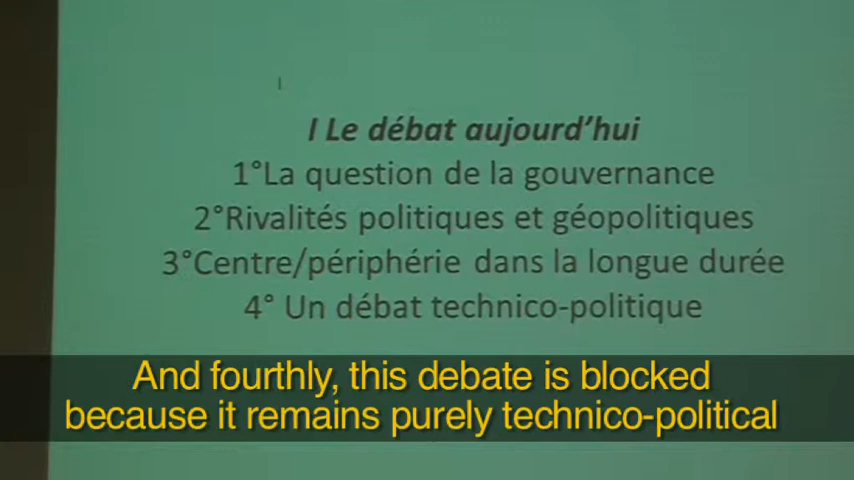 I Le débat aujourd'hui
1°La question de la gouvernance
2°Rivalités politiques et géopolitiques
3°Centre/périphérie dans la longue durée
4° Un débat technico-politique
And fourthly, this debate is blocked
because it remains purely technico-political